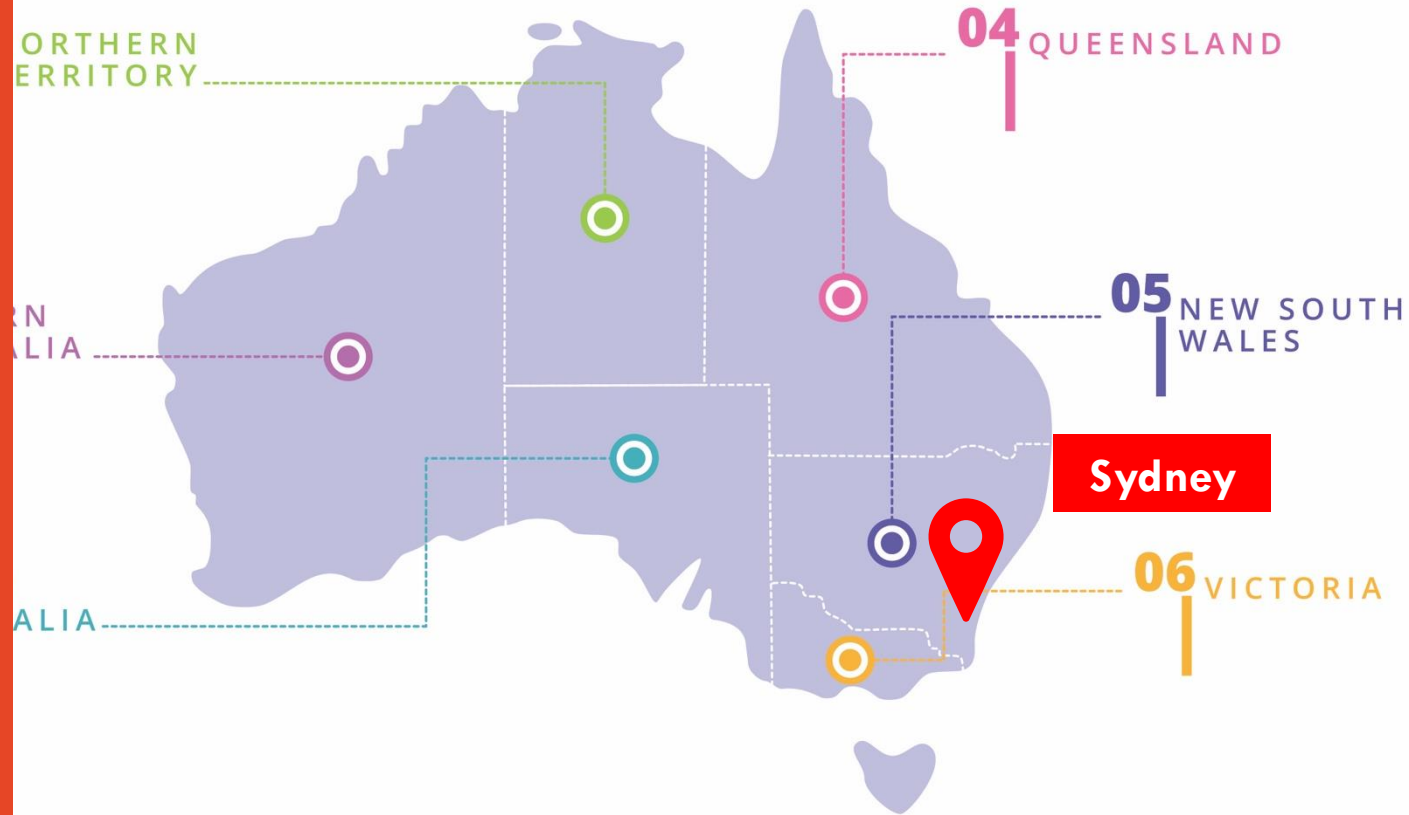 ORTHERN
ERRITORY
04 QUEENSLAND
RN
ALIA
05 NEW SOUTH
WALES
Sydney
06 VICTORIA
ALIA